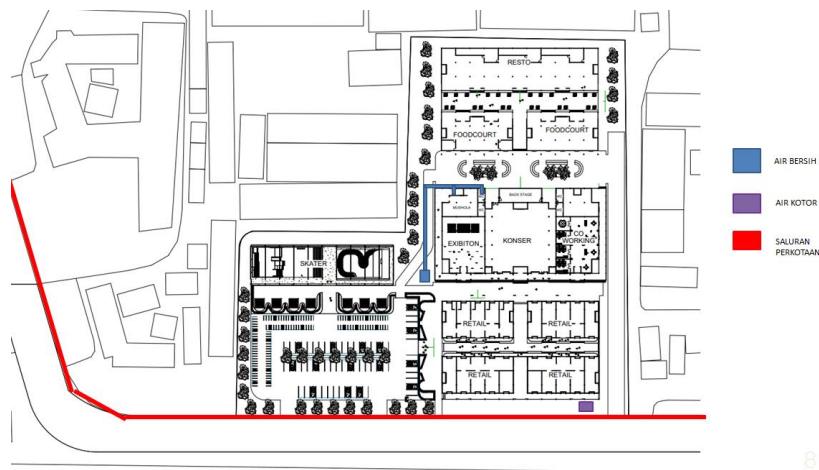 RESTO
FOODCOURT
FOODCOURT
BACK STAGE
MUSHOLA
EXIBITON
KONSER
CO
WORKING
SKATER
RETAIL
RETAIL
RETAIL
RETAIL
AIR BERSIH
AIR KOTOR
SALURAN
PERKOTAAN
8